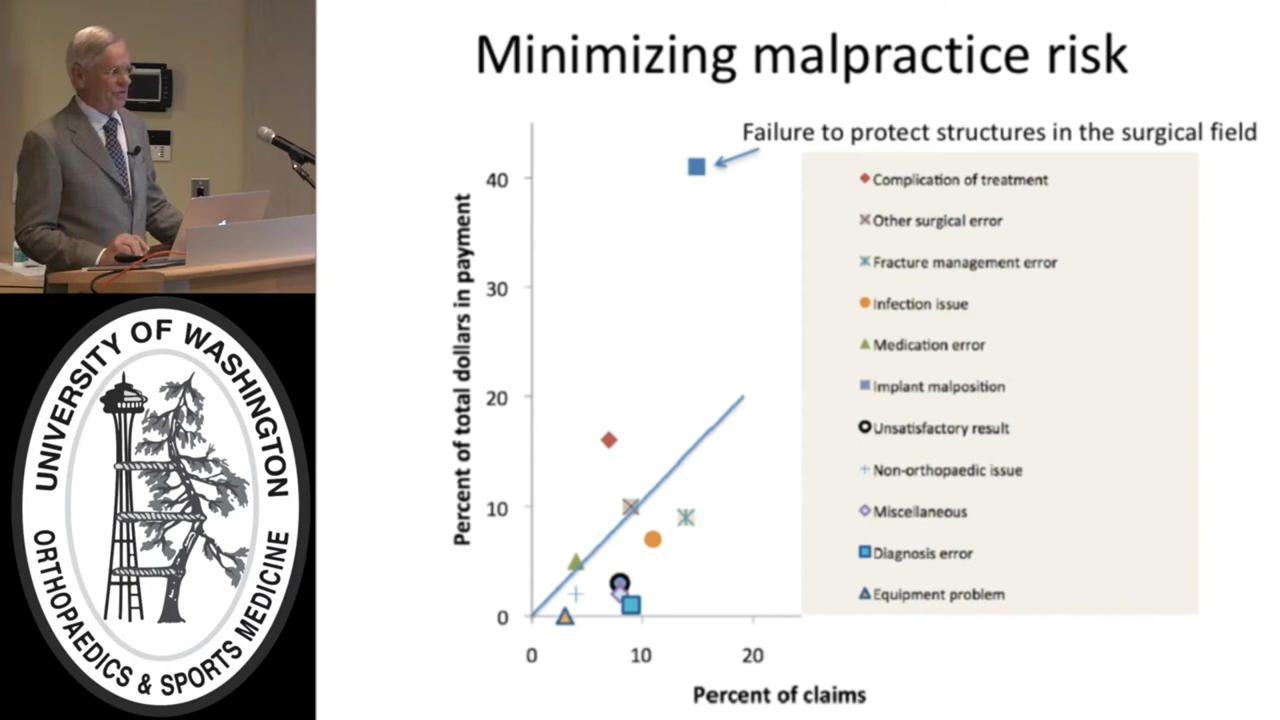 Minimizing malpractice risk
Failure to protect structures in the surgical field
Percent of total dollars in payment
40
30
20
10
0
0
10
20
Percent of claims
Complication of treatment
Other surgical error
Fracture management error
Infection issue
Medication error
Implant malposition
Unsatisfactory result
Non-orthopaedic issue
Miscellaneous
Diagnosis error
Equipment problem
UNIVERSITY OF WASHINGTON
ORTHOPAEDICS & SPORTS MEDICINE